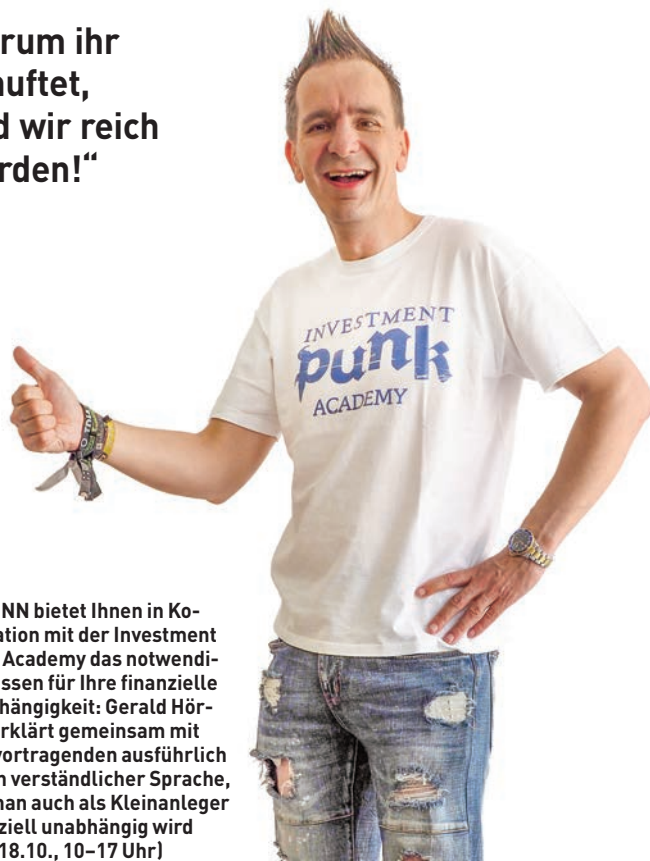 rum ihr
uftet,
d wir reich
rden!“
INVESTMENT
punk
ACADEMY
NN bietet Ihnen in Ko-
ation mit der Investment
Academy das notwendi-
ssen für Ihre finanzielle
hängigkeit: Gerald Hör-
rklärt gemeinsam mit
vortragenden ausführlich
n verständlicher Sprache,
nan auch als Kleinanleger
ziell unabhängig wird
18.10., 10–17 Uhr)